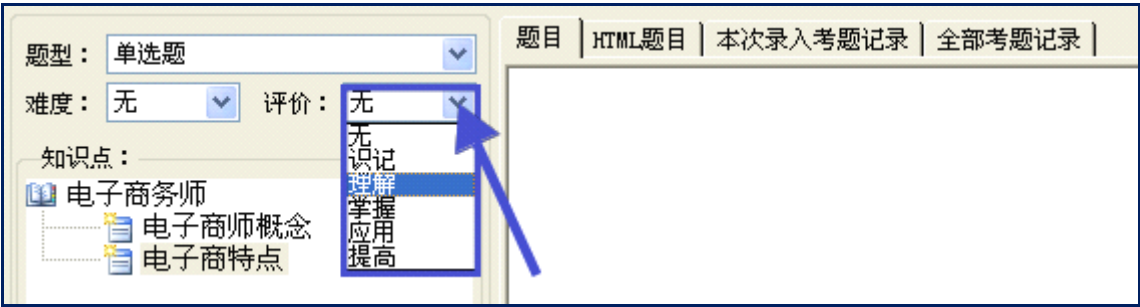 题型： 单选题
难度： 无 评价： 无
无
识记
理解
掌握
应用
提高
知识点：
电子商务师
电子商师概念
电子商特点
题目 HTML题目 本次录入考题记录 全部考题记录